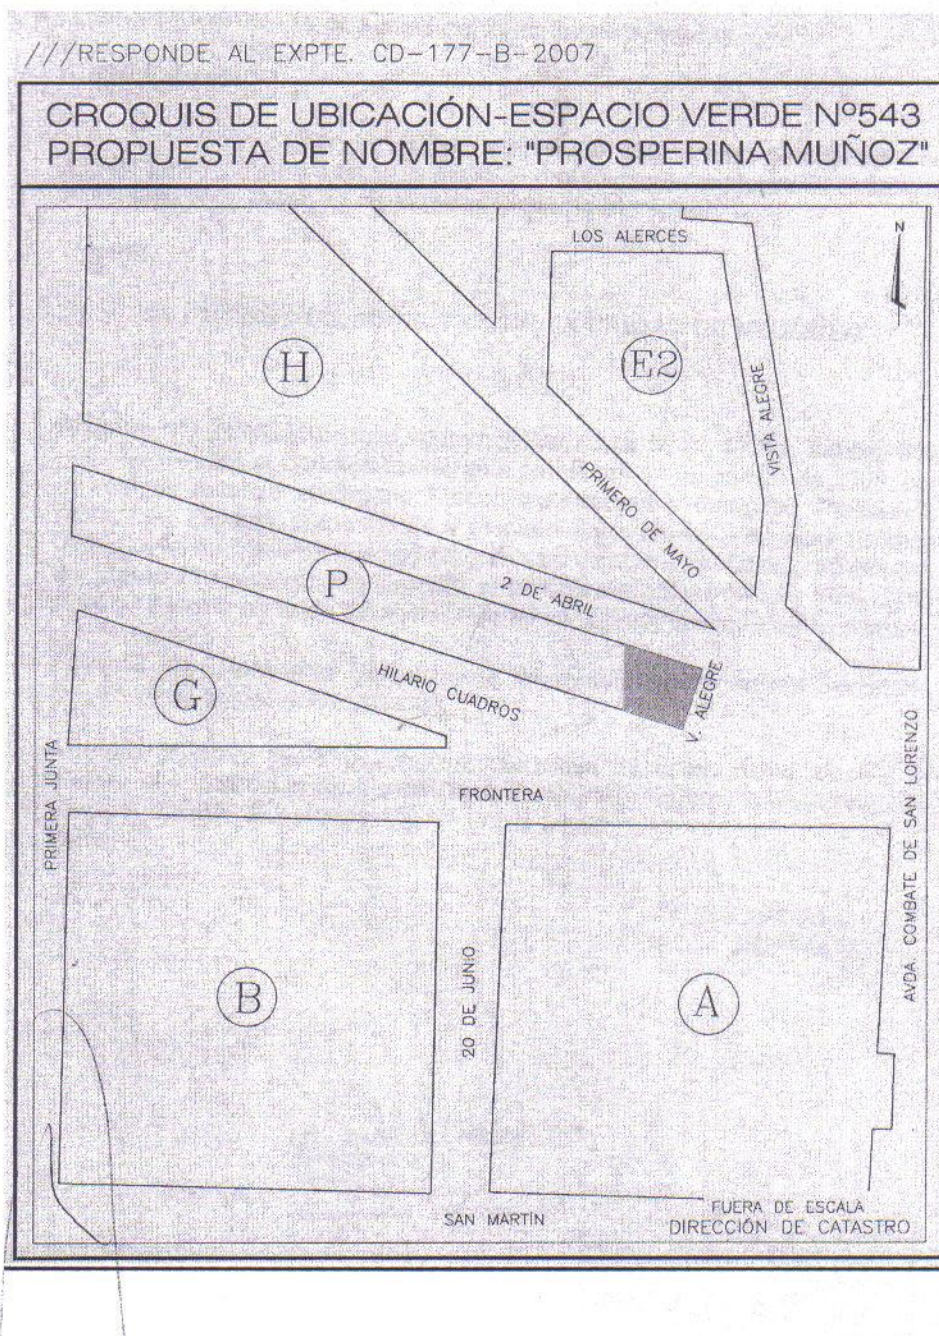 ///RESPONDE AL EXPTE. CD-177-B-2007
CROQUIS DE UBICACIÓN-ESPACIO VERDE Nº543
PROPUESTA DE NOMBRE: "PROSPERINA MUÑOZ"
LOS ALERCES
N
H
E2
VISTA ALEGRE
PRIMERO DE MAYO
P
2 DE ABRIL
G
HILARIO CUADROS
V. ALEGRE
PRIMERA JUNTA
FRONTERA
AVDA. COMBATE DE SAN LORENZO
B
20 DE JUNIO
A
SAN MARTÍN
FUERA DE ESCALA
DIRECCIÓN DE CATASTRO